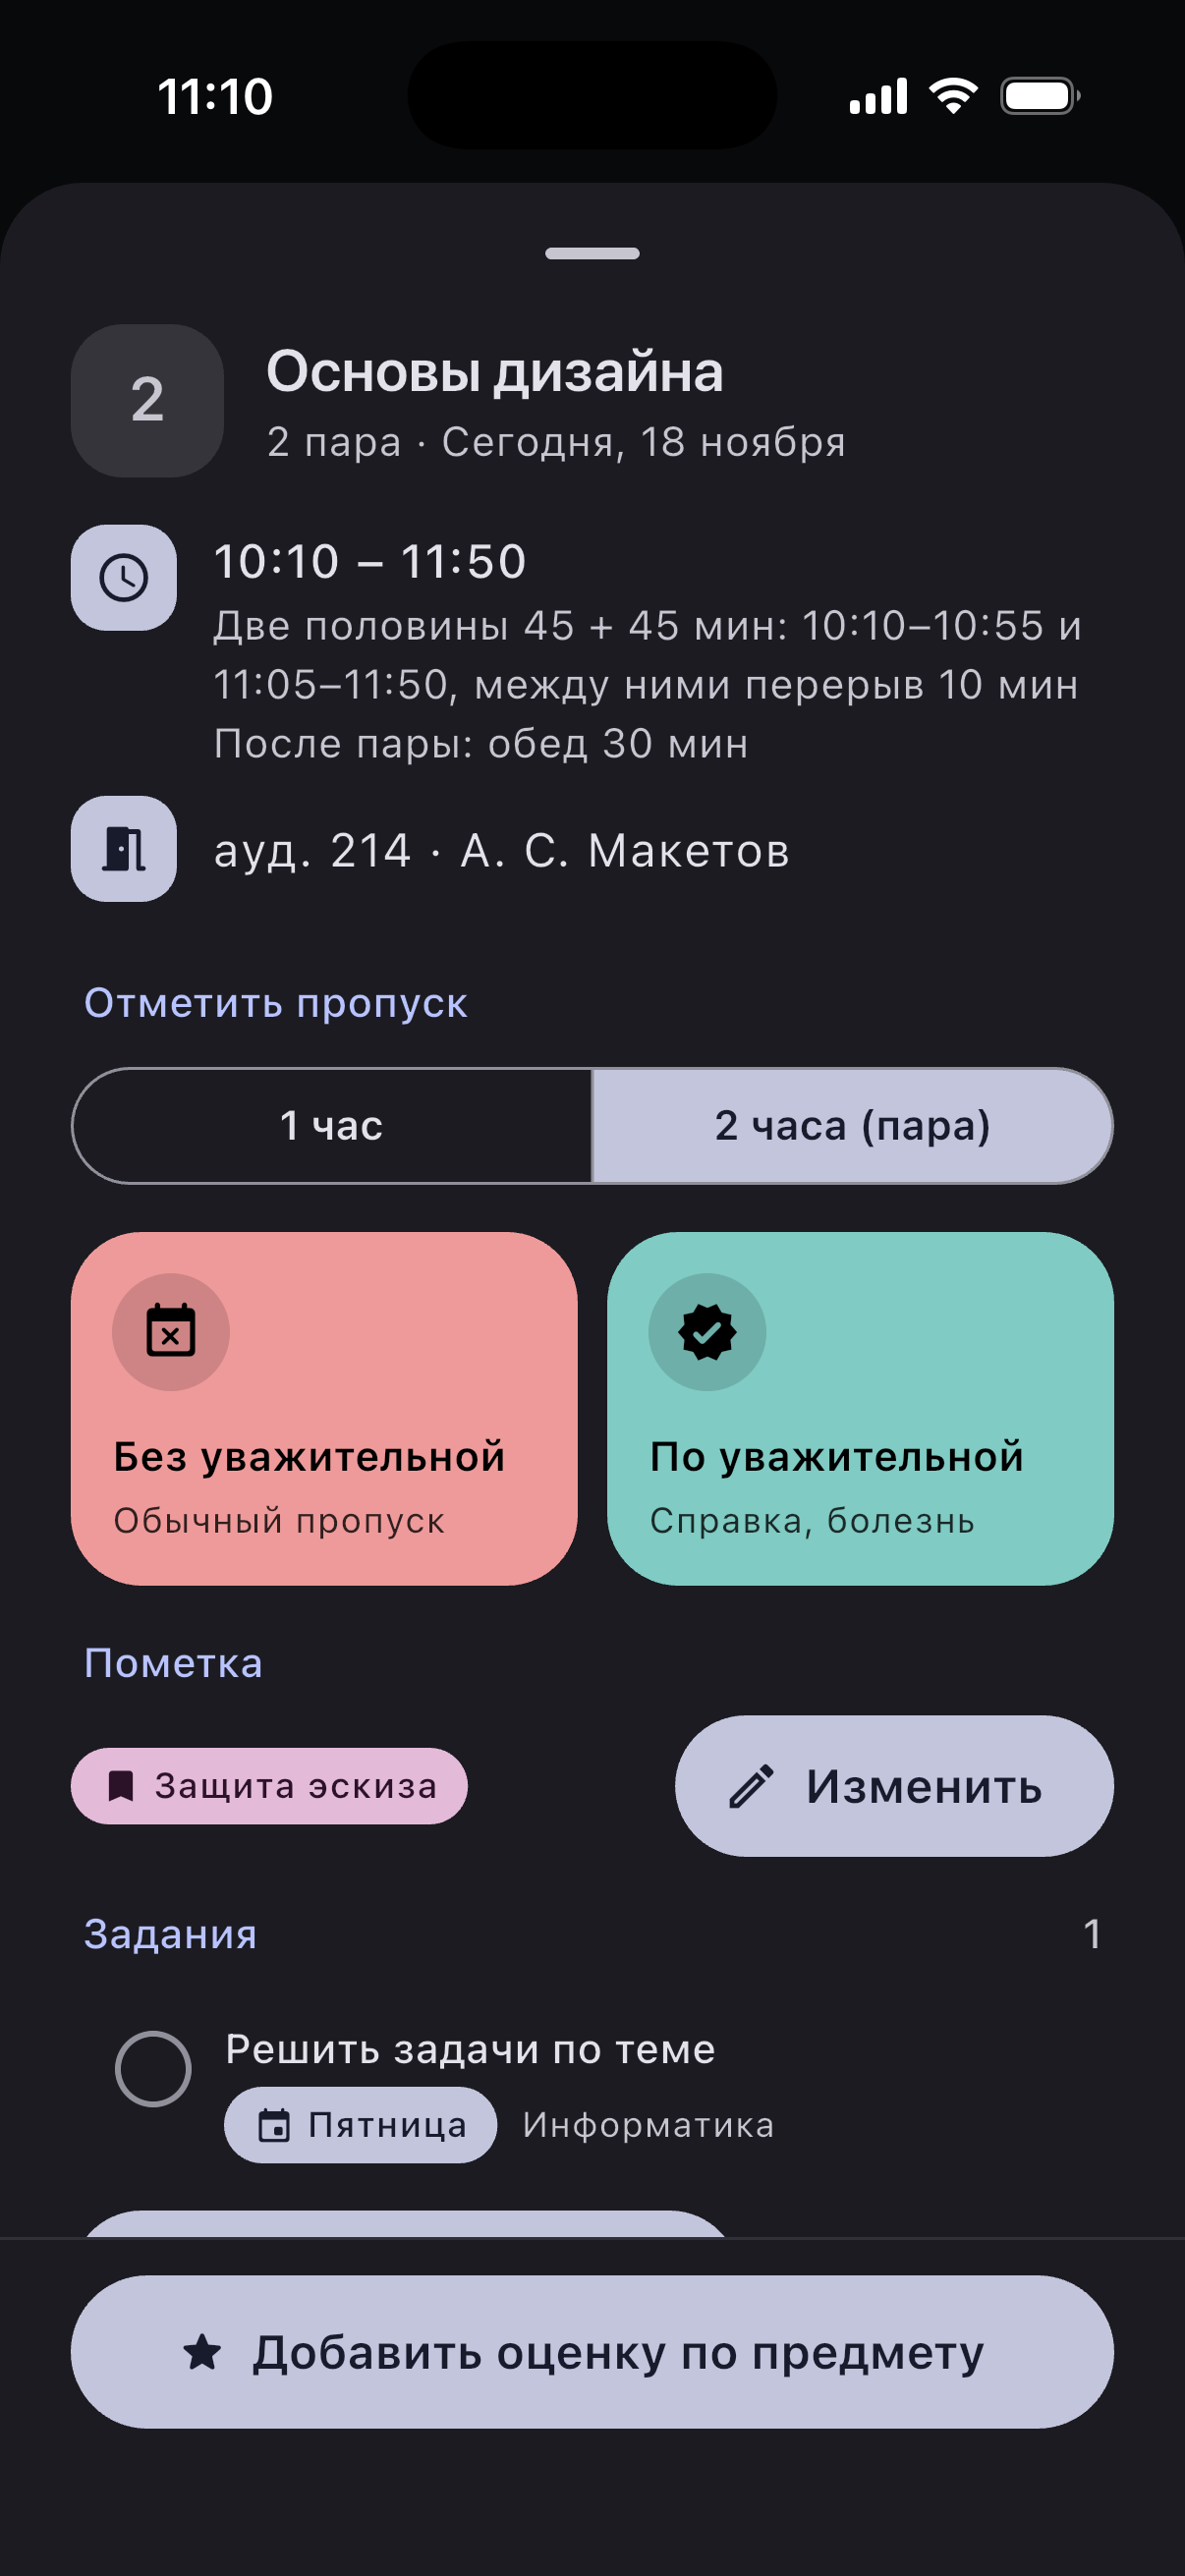 11:10
2
Основы дизайна
2 пара · Сегодня, 18 ноября
10:10 – 11:50
Две половины 45 + 45 мин: 10:10–10:55 и
11:05–11:50, между ними перерыв 10 мин
После пары: обед 30 мин
ауд. 214 · А. С. Макетов
Отметить пропуск
1 час
2 часа (пара)
Без уважительной
Обычный пропуск
По уважительной
Справка, болезнь
Пометка
Защита эскиза
Изменить
Задания
1
Решить задачи по теме
Пятница
Информатика
Добавить оценку по предмету